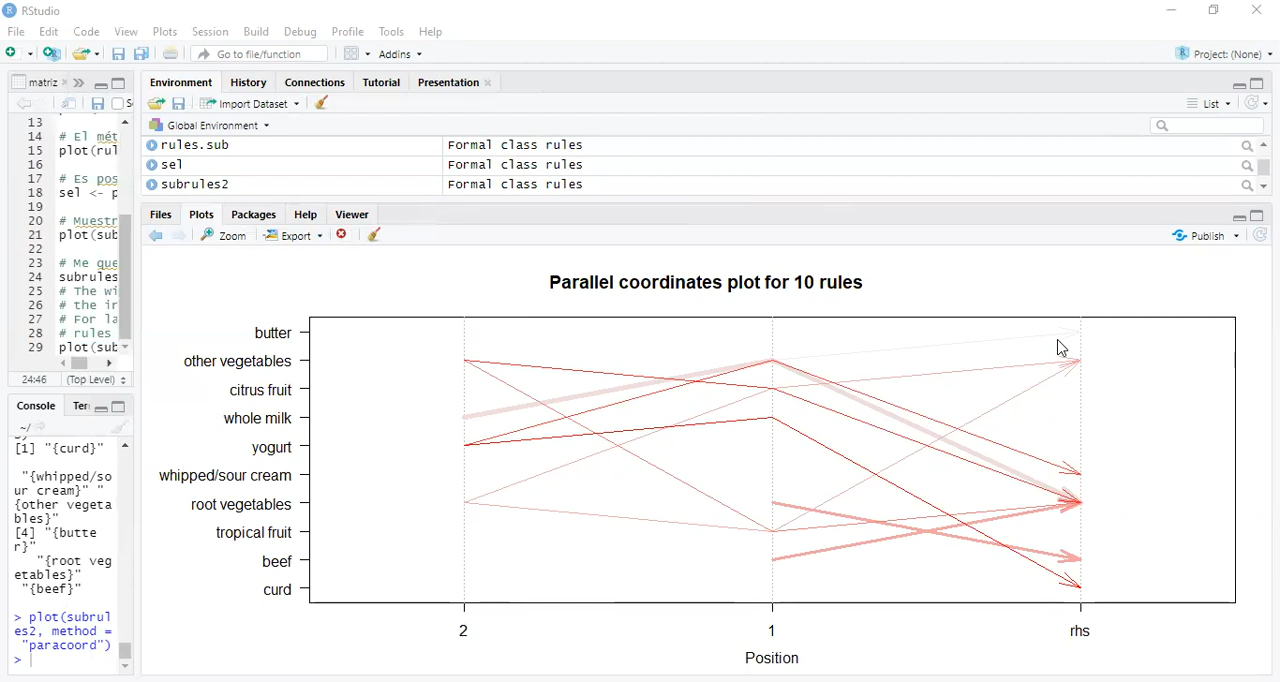 RStudio
File Edit Code View Plots Session Build Debug Profile Tools Help
Go to file/function
Addins
Project: (None)
matriz
S
13
14 # El mét
15 plot(rul
16
17 # Es pos
18 sel <- p
19
20 # Muestr
21 plot(sub
22
23 # Me que
24 subrules
25 # The wi
26 # the ir
27 # For la
28 # rules
29 plot(sub
24:46 (Top Level)
Console Ter
~/
[1] "{curd}"
"{whipped/so
ur cream}" "
{other vegeta
bles}"
[4] "{butte
r}"
"{root veg
etables}"
"{beef}"
> plot(subrul
es2, method =
"paracoord")
>
Environment History Connections Tutorial Presentation
Import Dataset
List
Global Environment
rules.sub Formal class rules
sel Formal class rules
subrules2 Formal class rules
Files Plots Packages Help Viewer
Zoom Export Publish
Parallel coordinates plot for 10 rules
butter
other vegetables
citrus fruit
whole milk
yogurt
whipped/sour cream
root vegetables
tropical fruit
beef
curd
2 1 rhs
Position